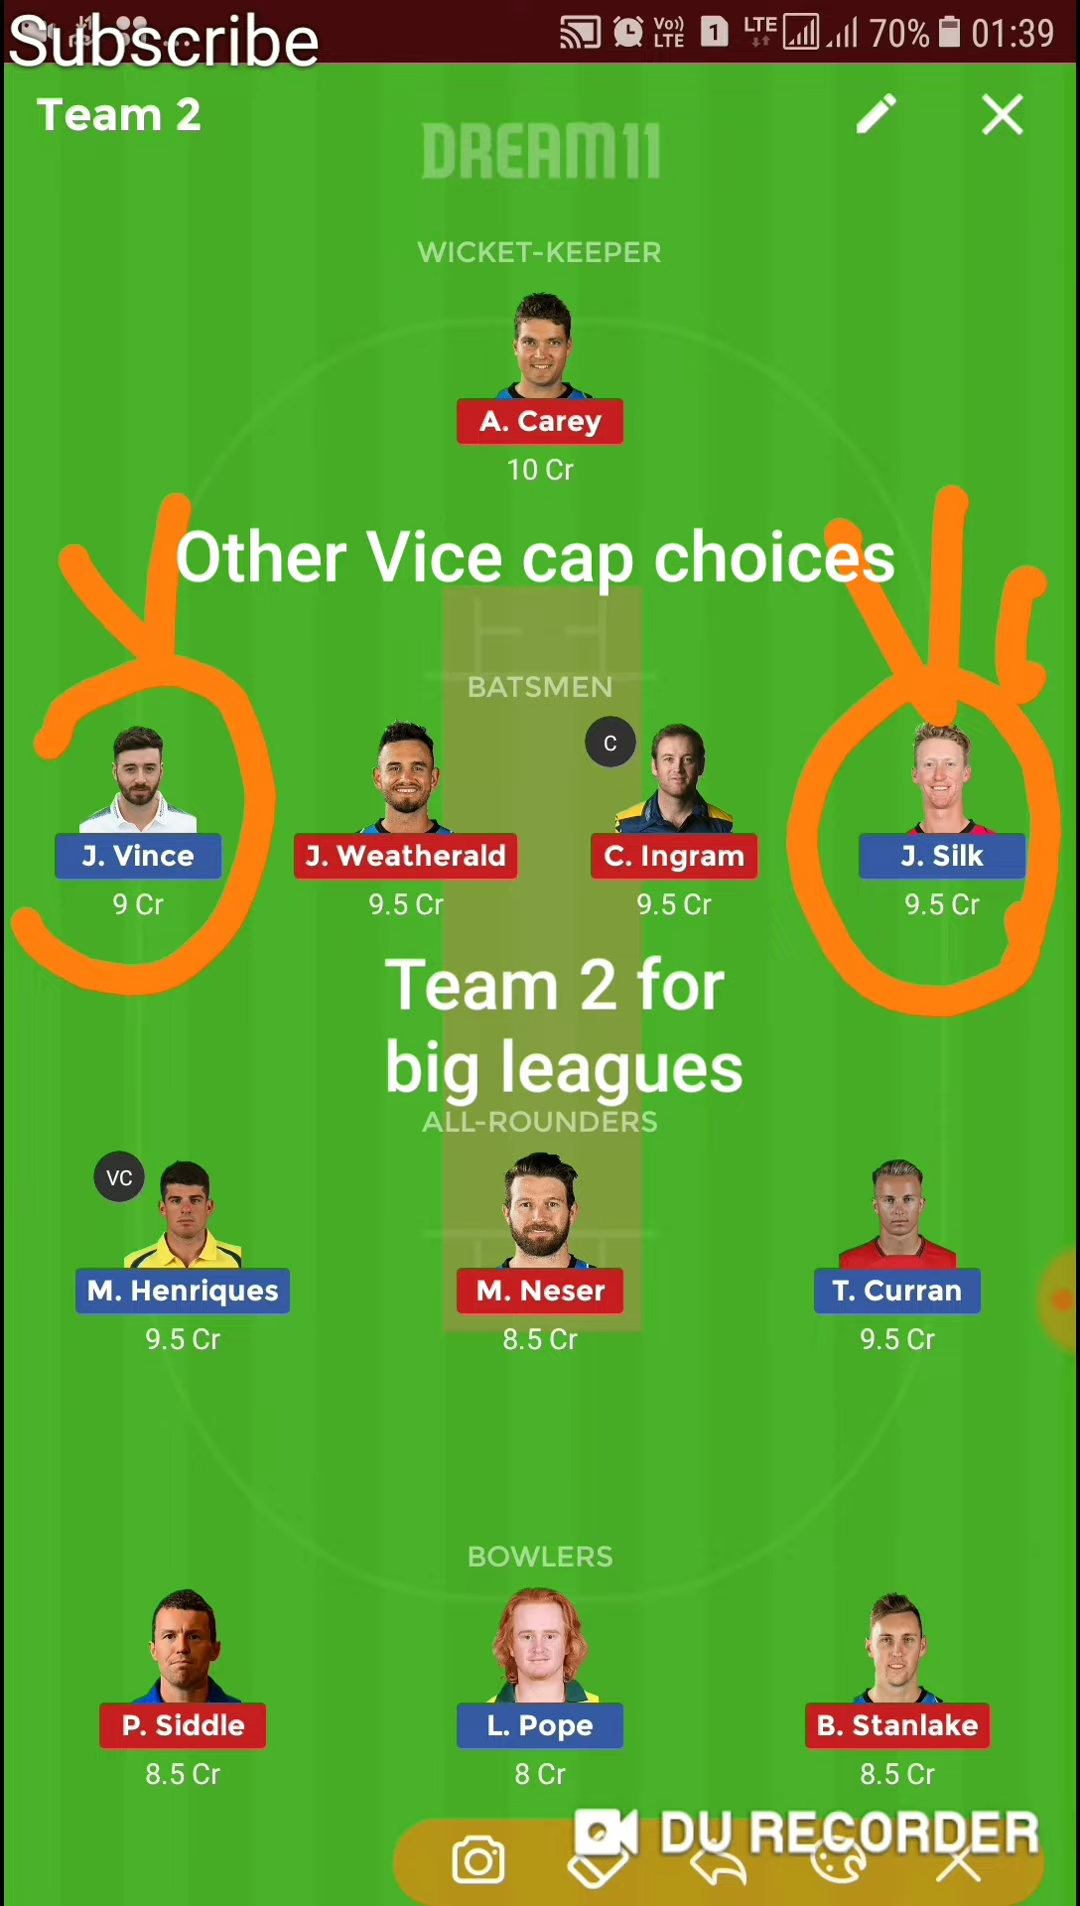 Subscribe
Vo)) LTE 1 LTE 70% 01:39
Team 2
DREAM11
WICKET-KEEPER
A. Carey
10 Cr
Other Vice cap choices
BATSMEN
C
J. Vince
J. Weatherald
C. Ingram
J. Silk
9 Cr
9.5 Cr
9.5 Cr
9.5 Cr
Team 2 for
big leagues
ALL-ROUNDERS
VC
M. Henriques
M. Neser
T. Curran
9.5 Cr
8.5 Cr
9.5 Cr
BOWLERS
P. Siddle
L. Pope
B. Stanlake
8.5 Cr
8 Cr
8.5 Cr
DU RECORDER